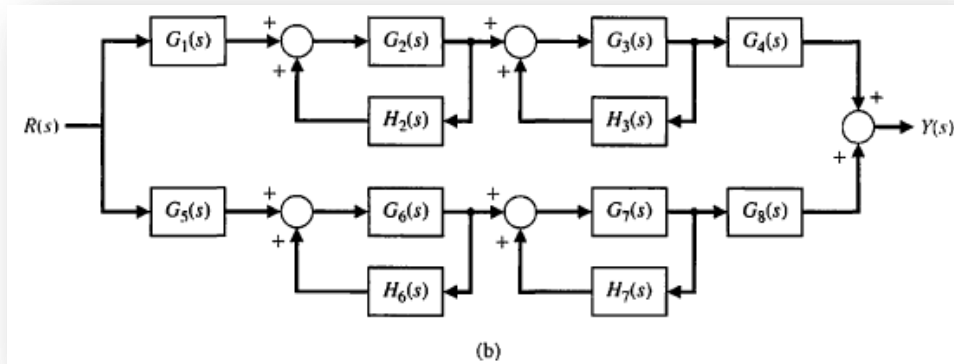 + + +
G₁(s) G₂(s) G₃(s) G₄(s)
+ + +
H₂(s) H₃(s)
R(s) Y(s)
+ + +
G₅(s) G₆(s) G₇(s) G₈(s)
+ +
H₆(s) H₇(s)
(b)